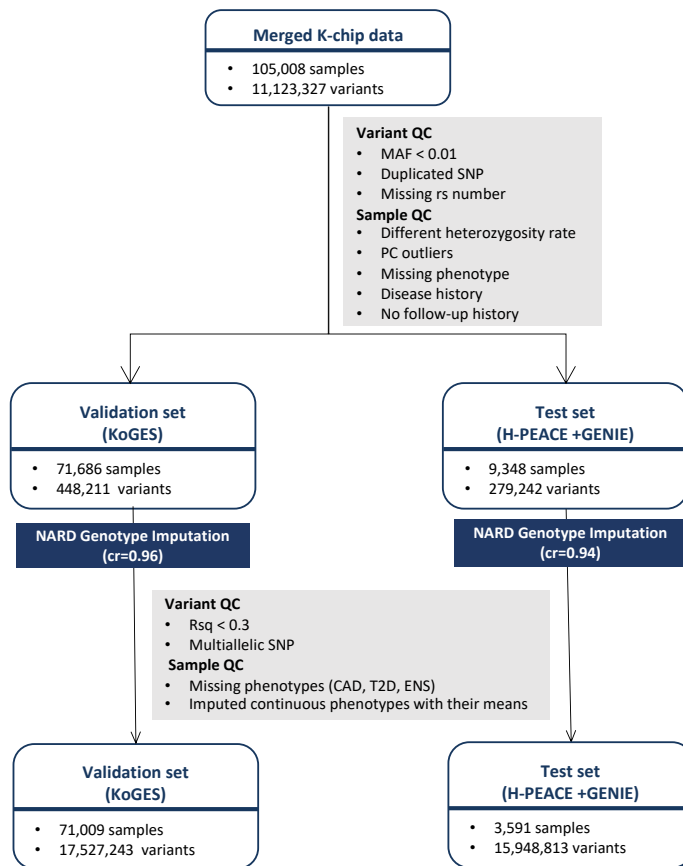 Merged K-chip data
• 105,008 samples
• 11,123,327 variants
Variant QC
• MAF < 0.01
• Duplicated SNP
• Missing rs number
Sample QC
• Different heterozygosity rate
• PC outliers
• Missing phenotype
• Disease history
• No follow-up history
Validation set
(KoGES)
• 71,686 samples
• 448,211 variants
Test set
(H-PEACE +GENIE)
• 9,348 samples
• 279,242 variants
NARD Genotype Imputation
(cr=0.96)
NARD Genotype Imputation
(cr=0.94)
Variant QC
• Rsq < 0.3
• Multiallelic SNP
Sample QC
• Missing phenotypes (CAD, T2D, ENS)
• Imputed continuous phenotypes with their means
Validation set
(KoGES)
• 71,009 samples
• 17,527,243 variants
Test set
(H-PEACE +GENIE)
• 3,591 samples
• 15,948,813 variants